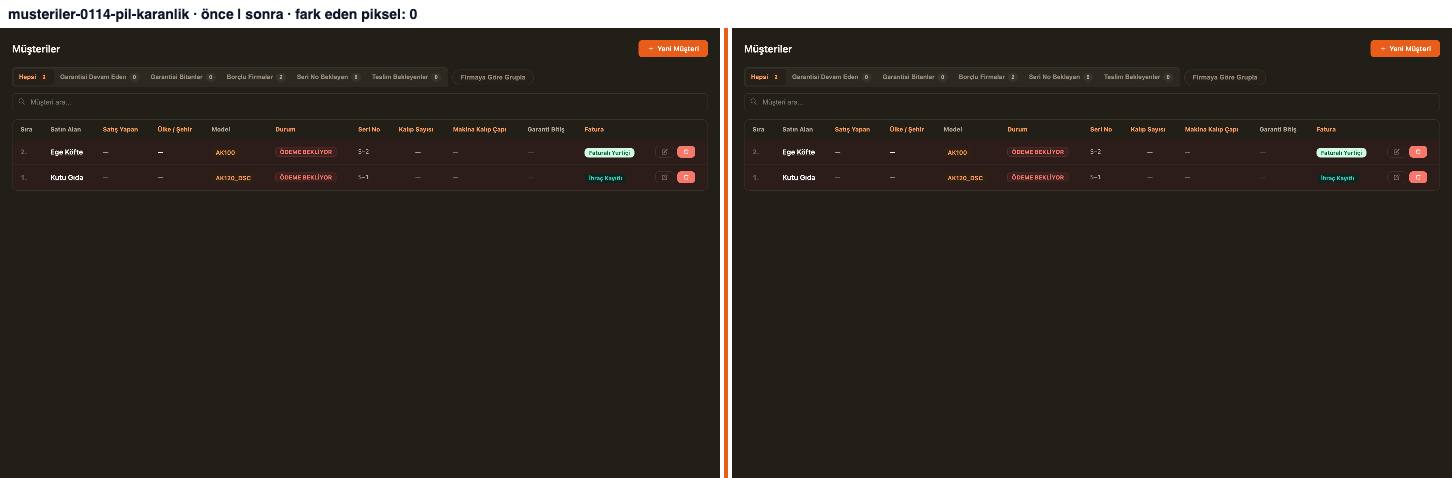 musteriler-0114-pil-karanlik · önce | sonra · fark eden piksel: 0
Müşteriler
+ Yeni Müşteri
Hepsi 2 Garantisi Devam Eden 0 Garantisi Bitenler 0 Borçlu Firmalar 2 Seri No Bekleyen 0 Teslim Bekleyenler 0 Firmaya Göre Grupla
Müşteri ara...
Sıra Satın Alan Satış Yapan Ülke / Şehir Model Durum Seri No Kalıp Sayısı Makina Kalıp Çapı Garanti Bitiş Fatura
2. Ege Köfte — — AK100 ÖDEME BEKLİYOR S-2 — — — Faturalı Yurtiçi
1. Kutu Gıda — — AK120_DSC ÖDEME BEKLİYOR S-1 — — — İhraç Kayıtlı
Müşteriler
+ Yeni Müşteri
Hepsi 2 Garantisi Devam Eden 0 Garantisi Bitenler 0 Borçlu Firmalar 2 Seri No Bekleyen 0 Teslim Bekleyenler 0 Firmaya Göre Grupla
Müşteri ara...
Sıra Satın Alan Satış Yapan Ülke / Şehir Model Durum Seri No Kalıp Sayısı Makina Kalıp Çapı Garanti Bitiş Fatura
2. Ege Köfte — — AK100 ÖDEME BEKLİYOR S-2 — — — Faturalı Yurtiçi
1. Kutu Gıda — — AK120_DSC ÖDEME BEKLİYOR S-1 — — — İhraç Kayıtlı